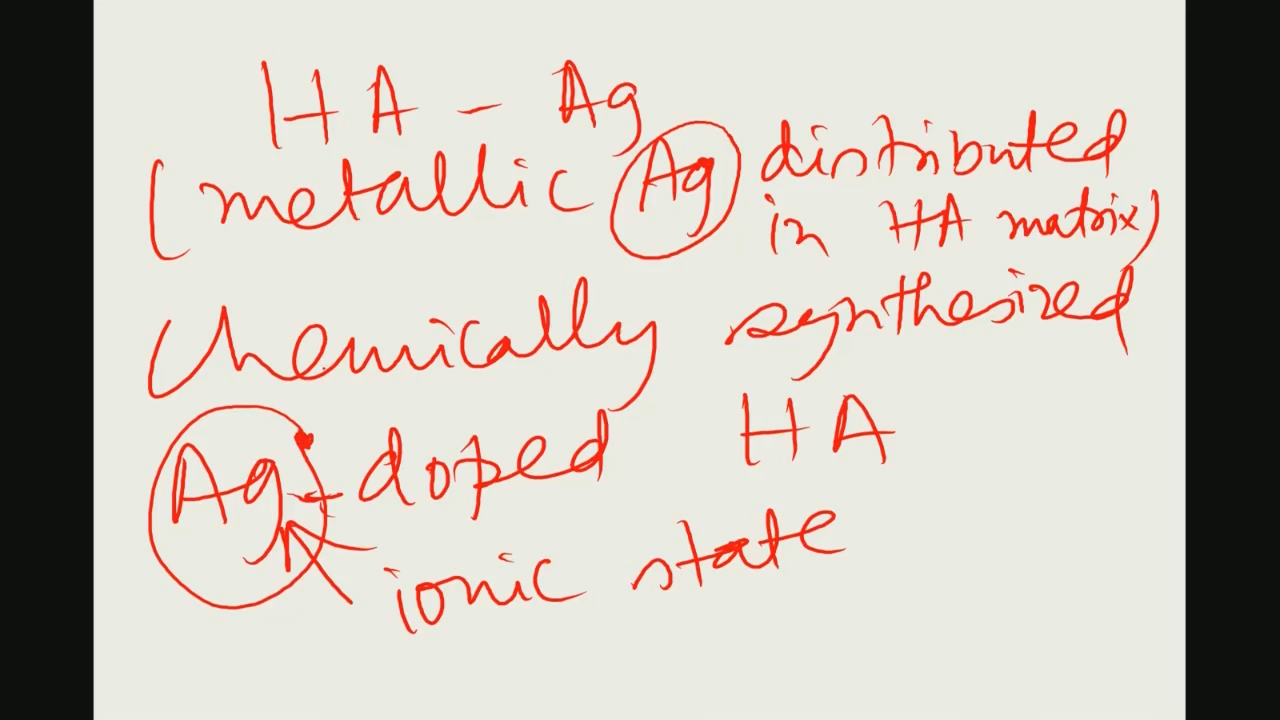 HA - Ag
(metallic Ag distributed
in HA matrix)
chemically synthesized
Ag-doped HA
ionic state